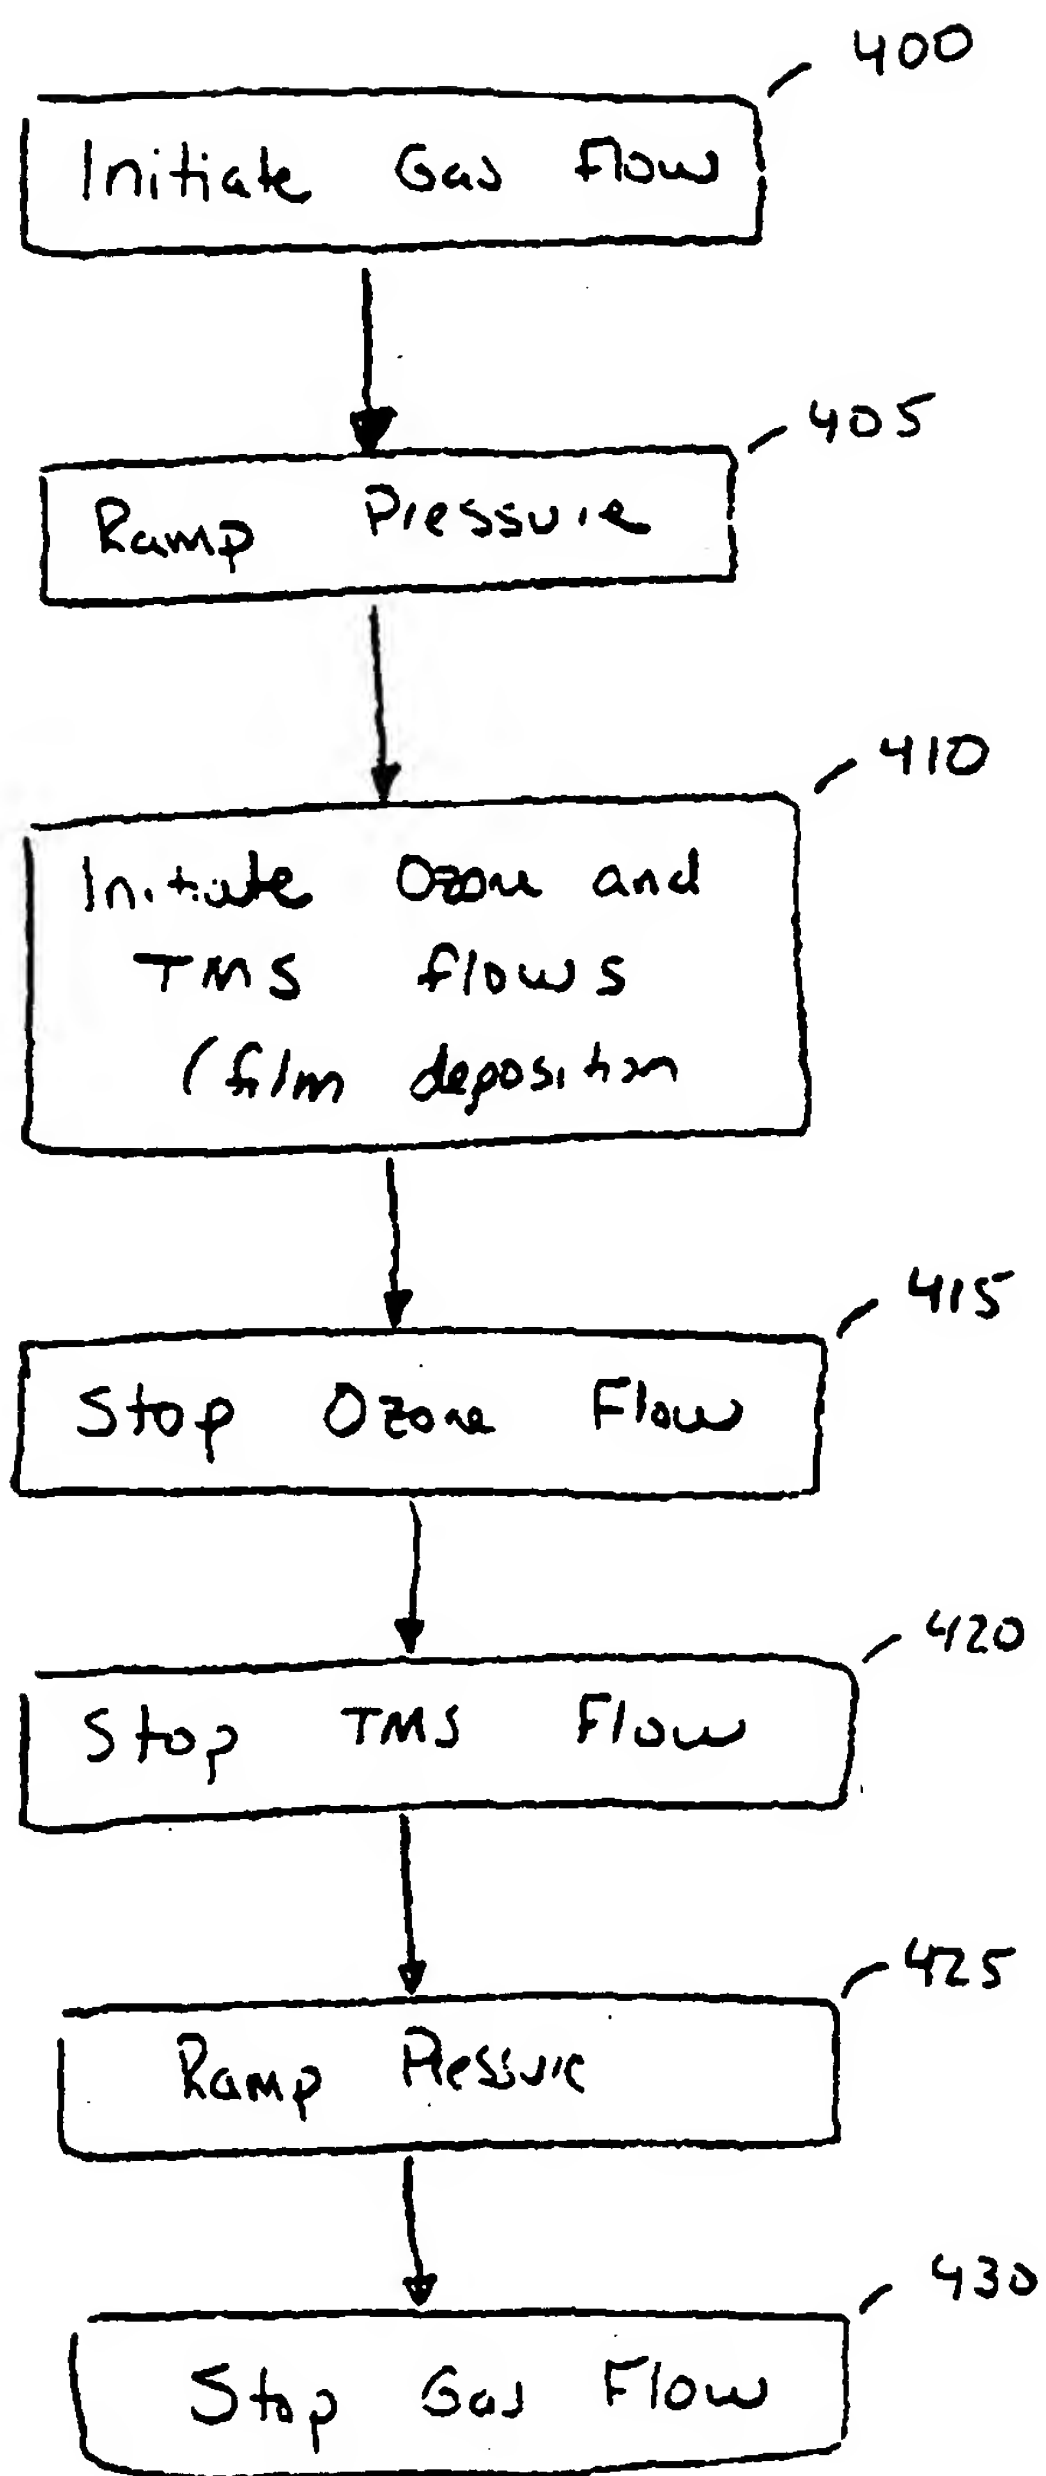 400
Initiate Gas Flow
405
Ramp Pressure
410
Initiate Ozone and
TMS flows
(film deposition
415
Stop Ozone Flow
420
Stop TMS Flow
425
Ramp Pressure
430
Stop Gas Flow